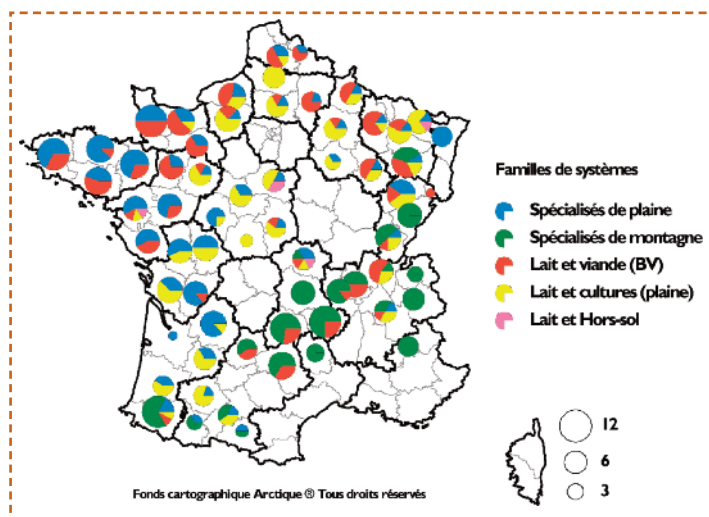 Familles de systèmes
Spécialisés de plaine
Spécialisés de montagne
Lait et viande (BV)
Lait et cultures (plaine)
Lait et Hors-sol
12
6
3
Fonds cartographique Arctique ® Tous droits réservés